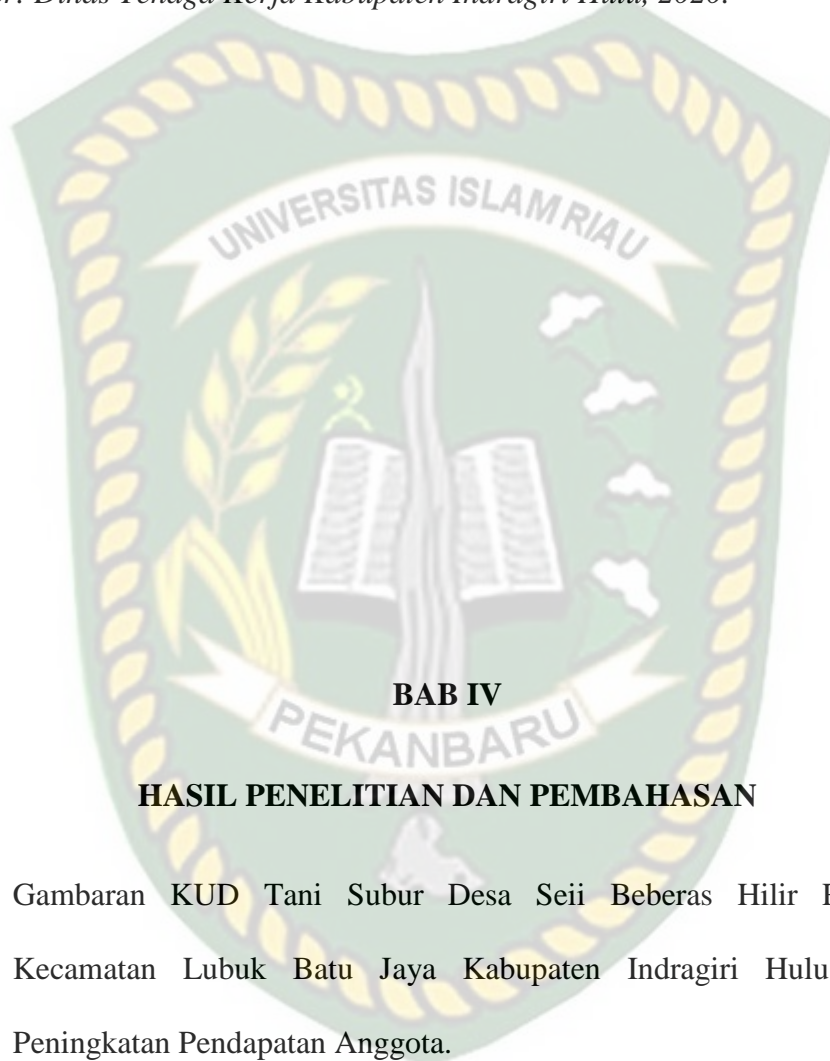 Dinas Tenaga Kerja Kabupaten Indragiri Hulu, 2020.
UNIVERSITAS ISLAM RIAU
BAB IV
PEKANBARU
HASIL PENELITIAN DAN PEMBAHASAN
Gambaran KUD Tani Subur Desa Seii Beberas Hilir
Kecamatan Lubuk Batu Jaya Kabupaten Indragiri Hulu
Peningkatan Pendapatan Anggota.